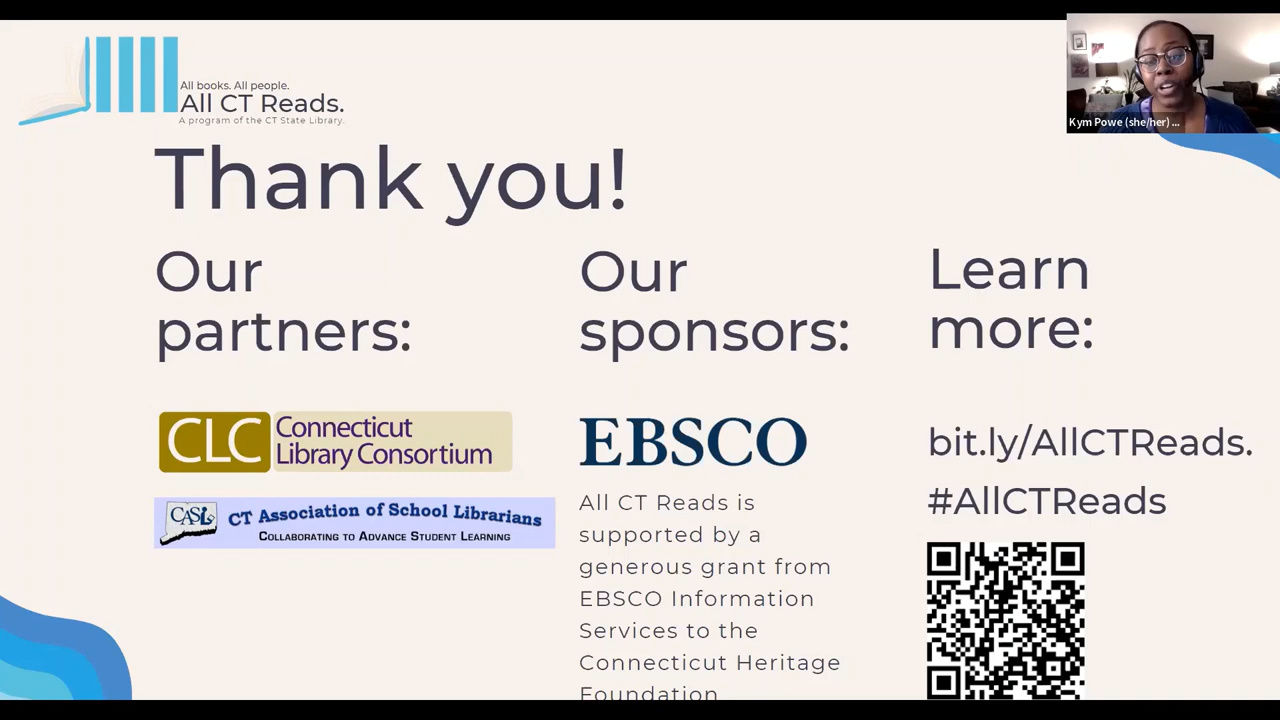 All books. All people.
All CT Reads.
A program of the CT State Library.
Kym Powe (she/her) ...
Thank you!
Our
partners:
CLC Connecticut
Library Consortium
CASL CT Association of School Librarians
Collaborating to Advance Student Learning
Our
sponsors:
EBSCO
All CT Reads is
supported by a
generous grant from
EBSCO Information
Services to the
Connecticut Heritage
Foundation
Learn
more:
bit.ly/AllCTReads.
#AllCTReads